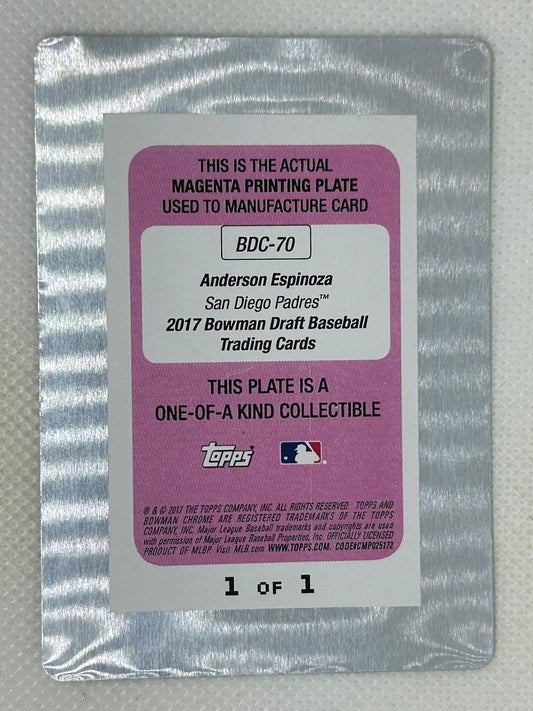 THIS IS THE ACTUAL
MAGENTA PRINTING PLATE
USED TO MANUFACTURE CARD
BDC-70
Anderson Espinoza
San Diego Padres™
2017 Bowman Draft Baseball
Trading Cards
THIS PLATE IS A
ONE-OF-A KIND COLLECTIBLE
topps
® & © 2017 THE TOPPS COMPANY, INC. ALL RIGHTS RESERVED. TOPPS AND
BOWMAN CHROME ARE REGISTERED TRADEMARKS OF THE TOPPS
COMPANY, INC. Major League Baseball trademarks and copyrights are used
with permission of Major League Baseball Properties, Inc. OFFICIALLY LICENSED
PRODUCT OF MLBP. Visit MLB.com WWW.TOPPS.COM. CODE#CMP025172
1 OF 1